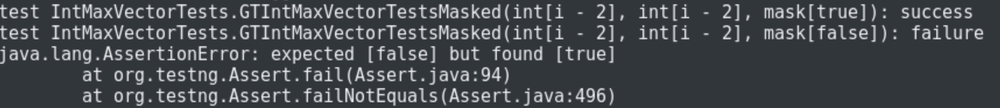 test IntMaxVectorTests.GTIntMaxVectorTestsMasked(int[i - 2], int[i - 2], mask[true]): success
test IntMaxVectorTests.GTIntMaxVectorTestsMasked(int[i - 2], int[i - 2], mask[false]): failure
java.lang.AssertionError: expected [false] but found [true]
at org.testng.Assert.fail(Assert.java:94)
at org.testng.Assert.failNotEquals(Assert.java:496)